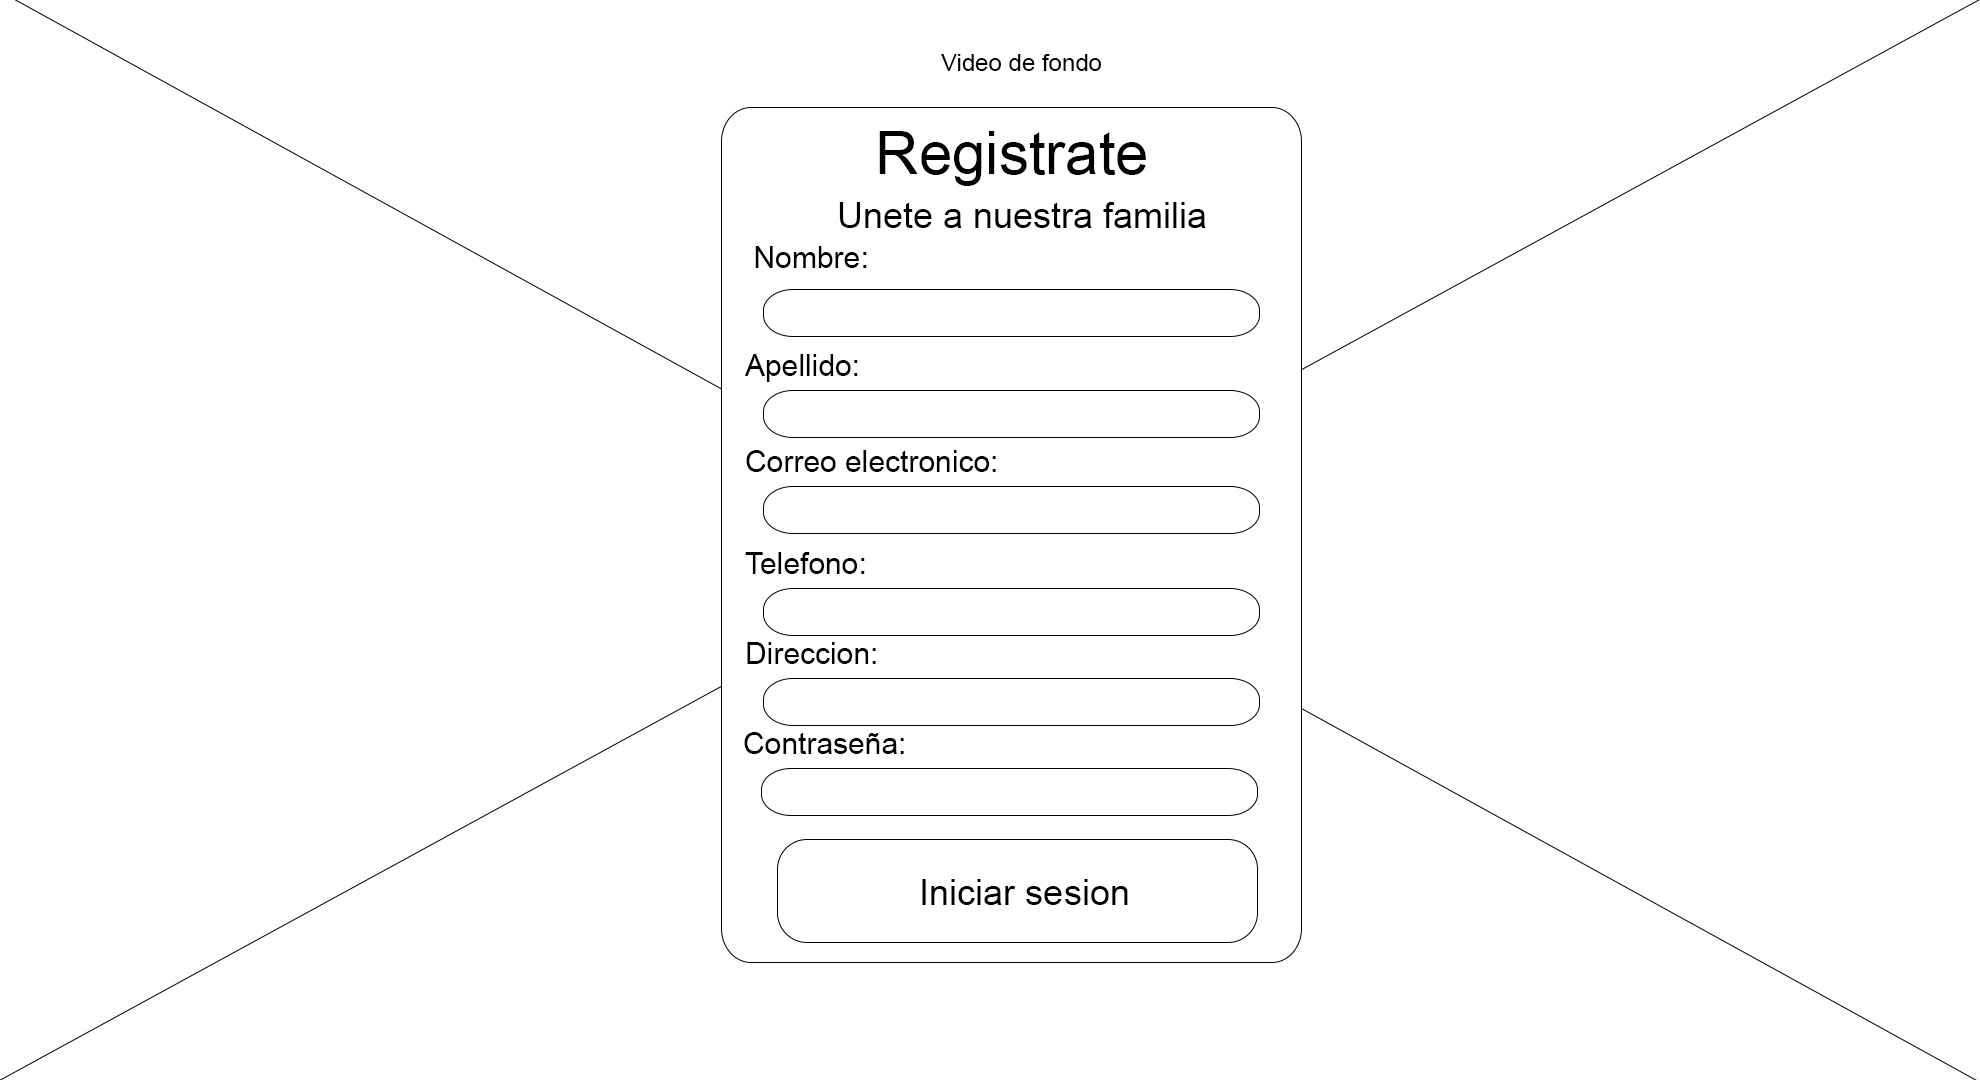 Video de fondo
Registrate
Unete a nuestra familia
Nombre:
Apellido:
Correo electronico:
Telefono:
Direccion:
Contraseña:
Iniciar sesion